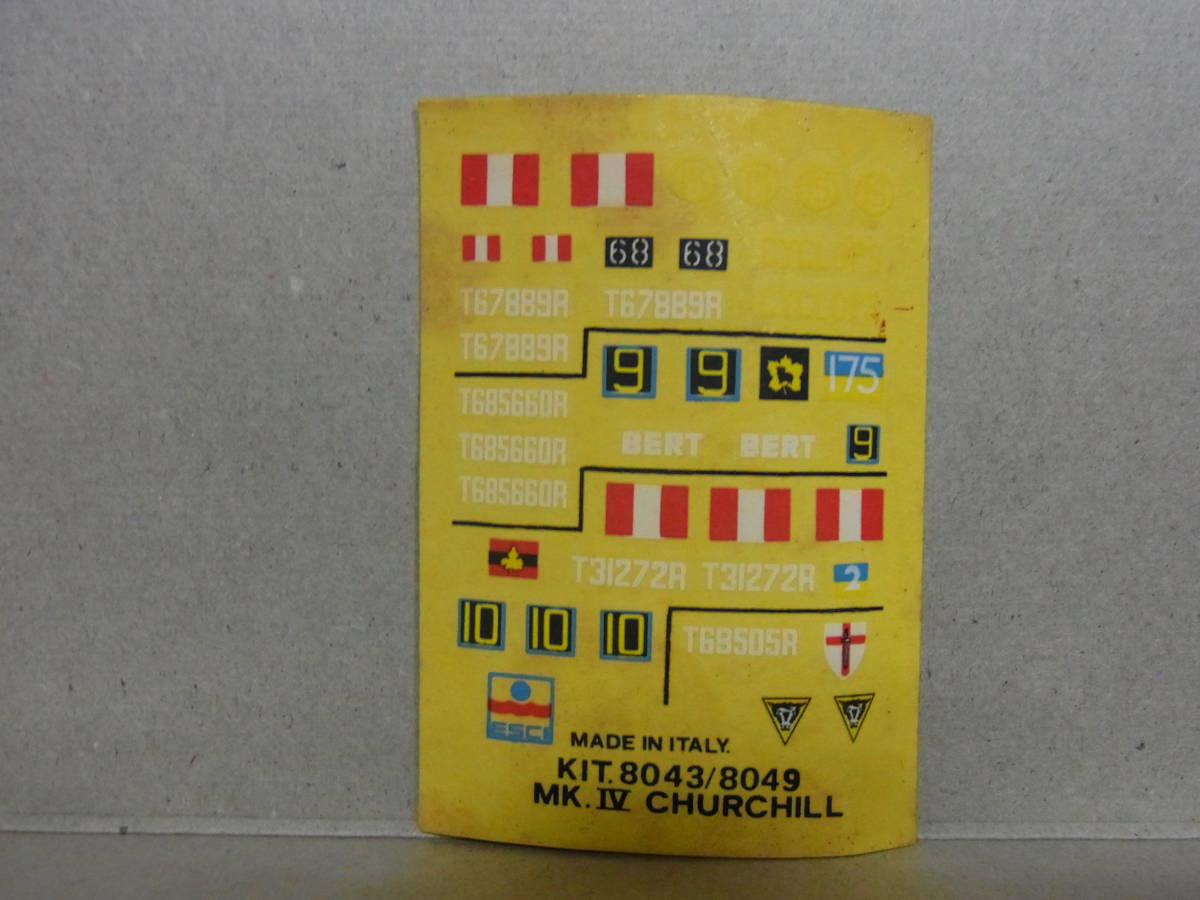 68 68
T67889R T67889R
T67889R
9 9 175
T685660R
BERT BERT 9
T685660R
T685660R
T31272R T31272R 2
10 10 10
T68505R
ESCI
MADE IN ITALY.
KIT. 8043/8049
MK. IV CHURCHILL